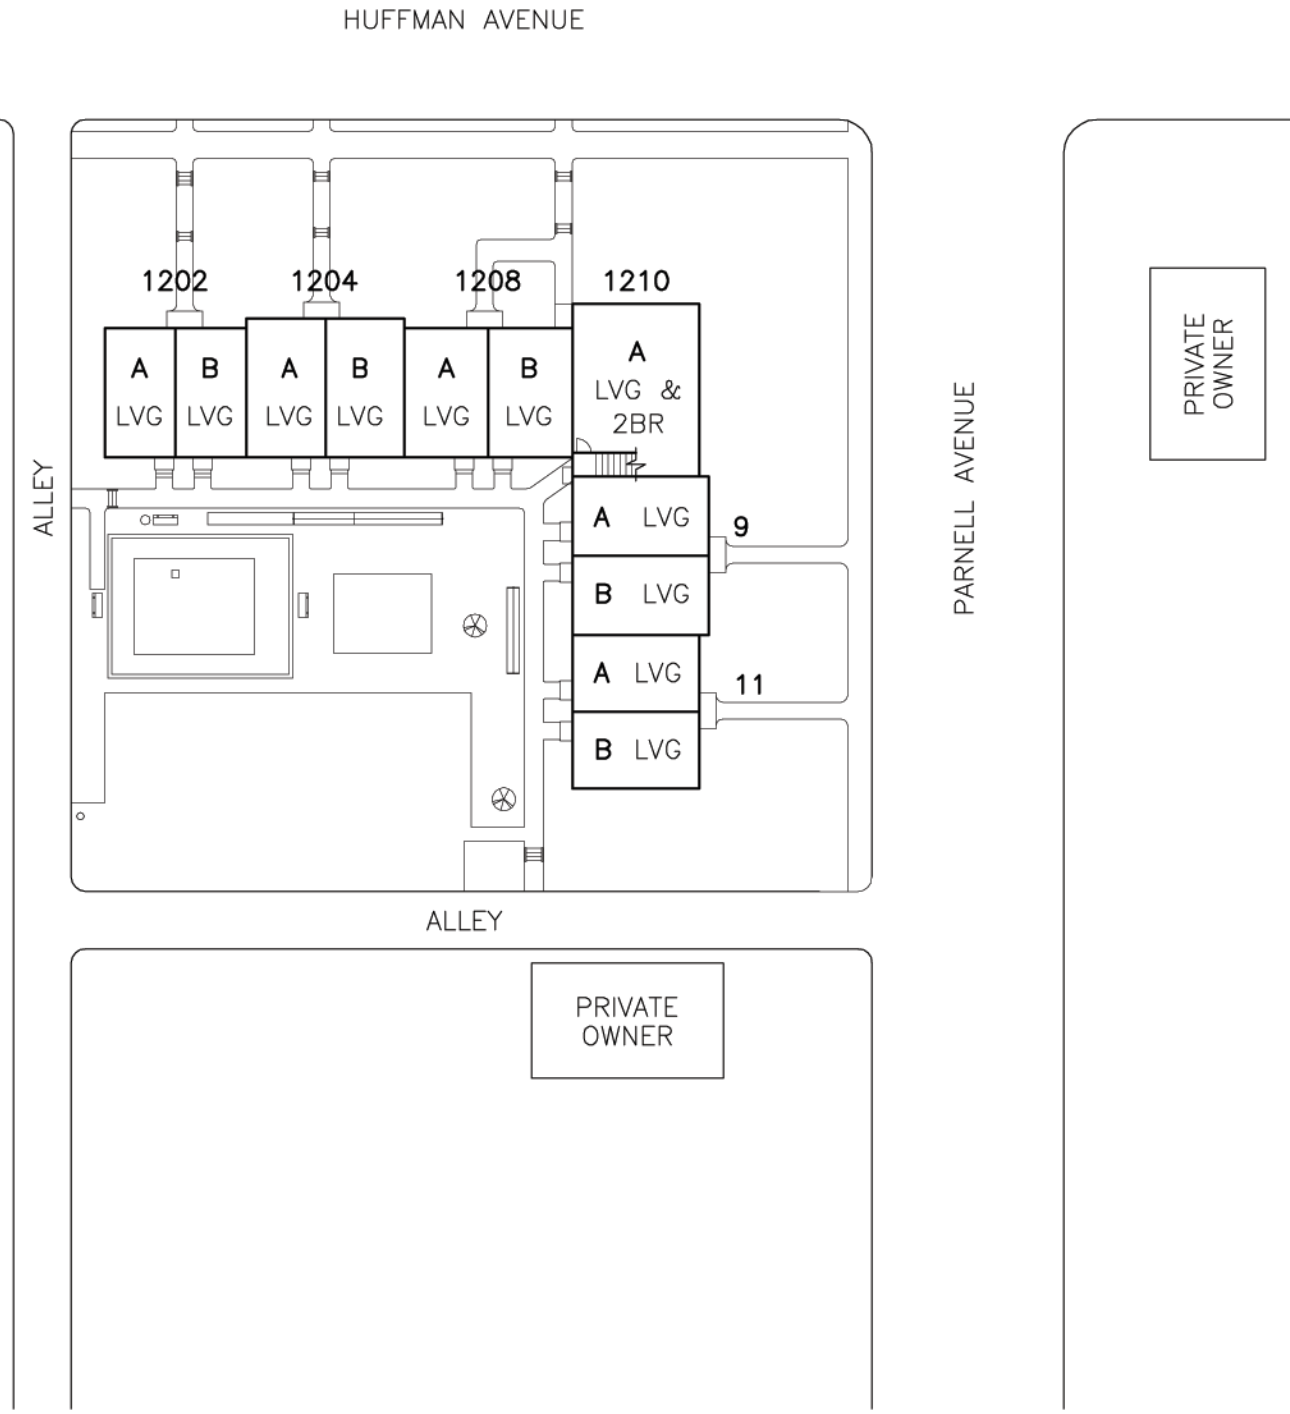 HUFFMAN AVENUE
1202 1204 1208 1210
A B A B A B A
LVG LVG LVG LVG LVG LVG LVG &
2BR
PRIVATE
OWNER
ALLEY
PARNELL AVENUE
A LVG 9
B LVG
A LVG 11
B LVG
ALLEY
PRIVATE
OWNER